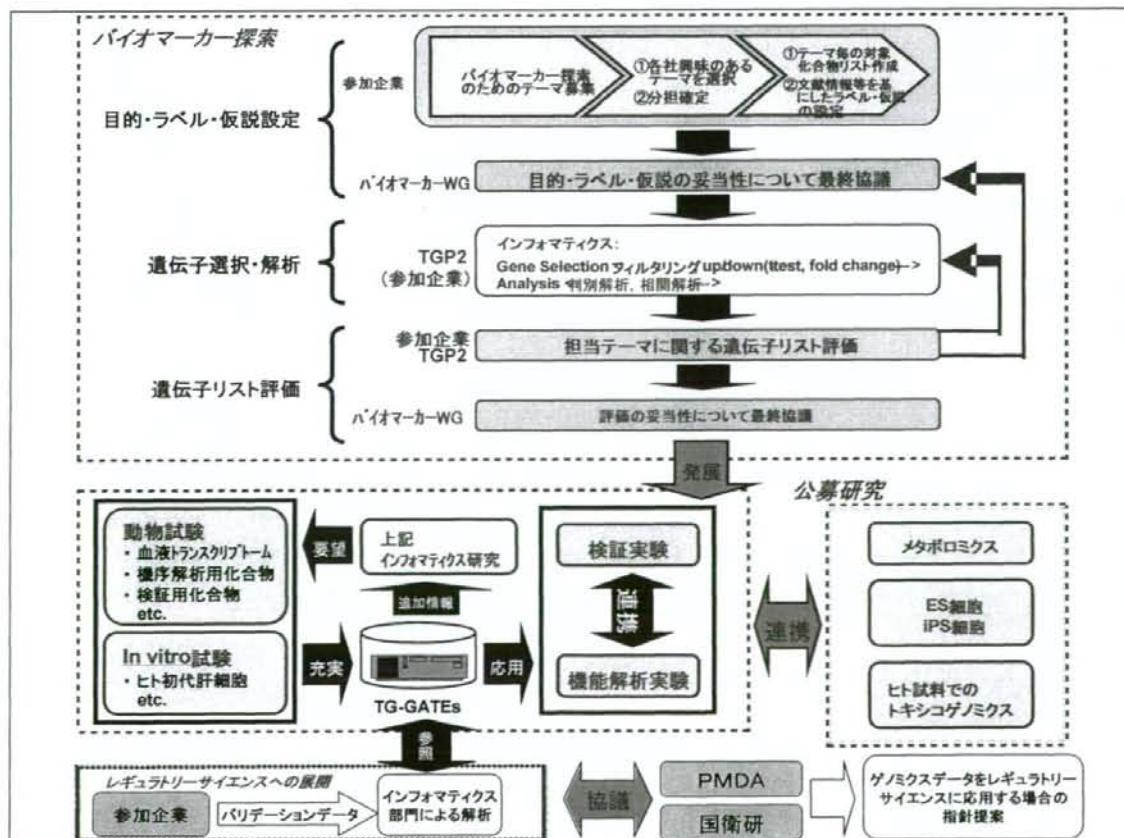 バイオマーカー探索
参加企業
バイオマーカー探索
のためのテーマ募集
①各社興味のある
テーマを選択
②分担確定
①テーマ毎の対象
化合物リスト作成
②文献情報等を基
にしたラベル・仮説
の設定
目的・ラベル・仮説設定
バイオマーカーWG
目的・ラベル・仮説の妥当性について最終協議
遺伝子選択・解析
TGP2
(参加企業)
インフォマティクス:
Gene Selection フィルタリング up/down(ttest, fold change)-->
Analysis 判別解析, 相関解析-->
参加企業
TGP2
担当テーマに関する遺伝子リスト評価
遺伝子リスト評価
バイオマーカーWG
評価の妥当性について最終協議
発展
公募研究
動物試験
・血液トランスクリプトーム
・機序解析用化合物
・検証用化合物
etc.
要望
上記
インフォマティクス研究
追加情報
In vitro試験
・ヒト初代肝細胞
etc.
充実
TG-GATEs
応用
検証実験
連携
機能解析実験
連携
メタボロミクス
ES細胞
iPS細胞
ヒト試料での
トキシコゲノミクス
参照
レギュラトリーサイエンスへの展開
参加企業
バリデーションデータ
インフォマティクス
部門による解析
協議
PMDA
国衛研
ゲノミクスデータをレギュラトリー
サイエンスに応用する場合の
指針提案